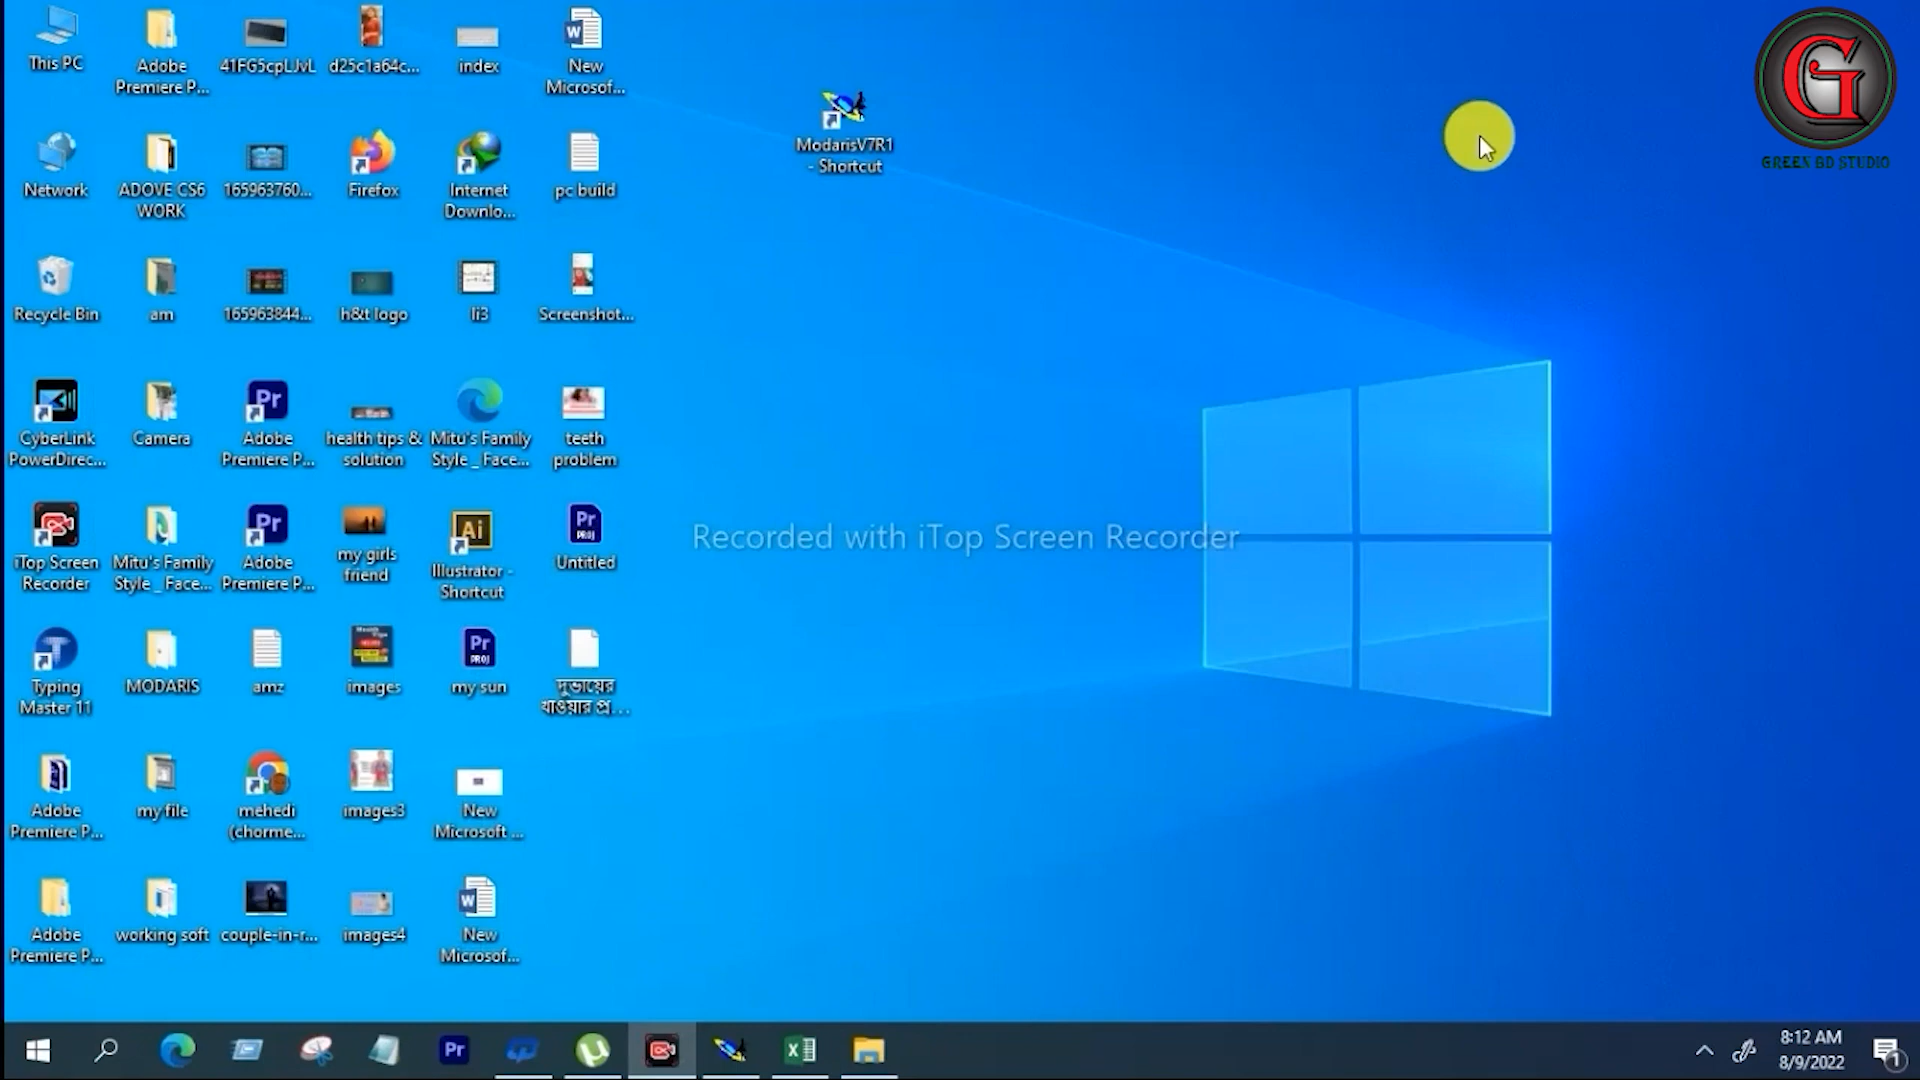 This PC
Adobe
Premiere P...
41FG5cpLJvL
d25c1a64c...
index
New
Microsof...
ModarisV7R1
- Shortcut
GREEN BD STUDIO
Network
ADOVE CS6
WORK
165963760...
Firefox
Internet
Downlo...
pc build
Recycle Bin
am
165963844...
h&t logo
li3
Screenshot...
CyberLink
PowerDirec...
Camera
Adobe
Premiere P...
health tips &
solution
Mitu's Family
Style _ Face...
teeth
problem
Recorded with iTop Screen Recorder
iTop Screen
Recorder
Mitu's Family
Style _ Face...
Adobe
Premiere P...
my girls
friend
Illustrator -
Shortcut
Untitled
Typing
Master 11
MODARIS
amz
images
my sun
দুভায়ের
খাওয়ার প্র...
Adobe
Premiere P...
my file
mehedi
(chorme...
images3
New
Microsoft ...
Adobe
Premiere P...
working soft
couple-in-r...
images4
New
Microsof...
8:12 AM
8/9/2022